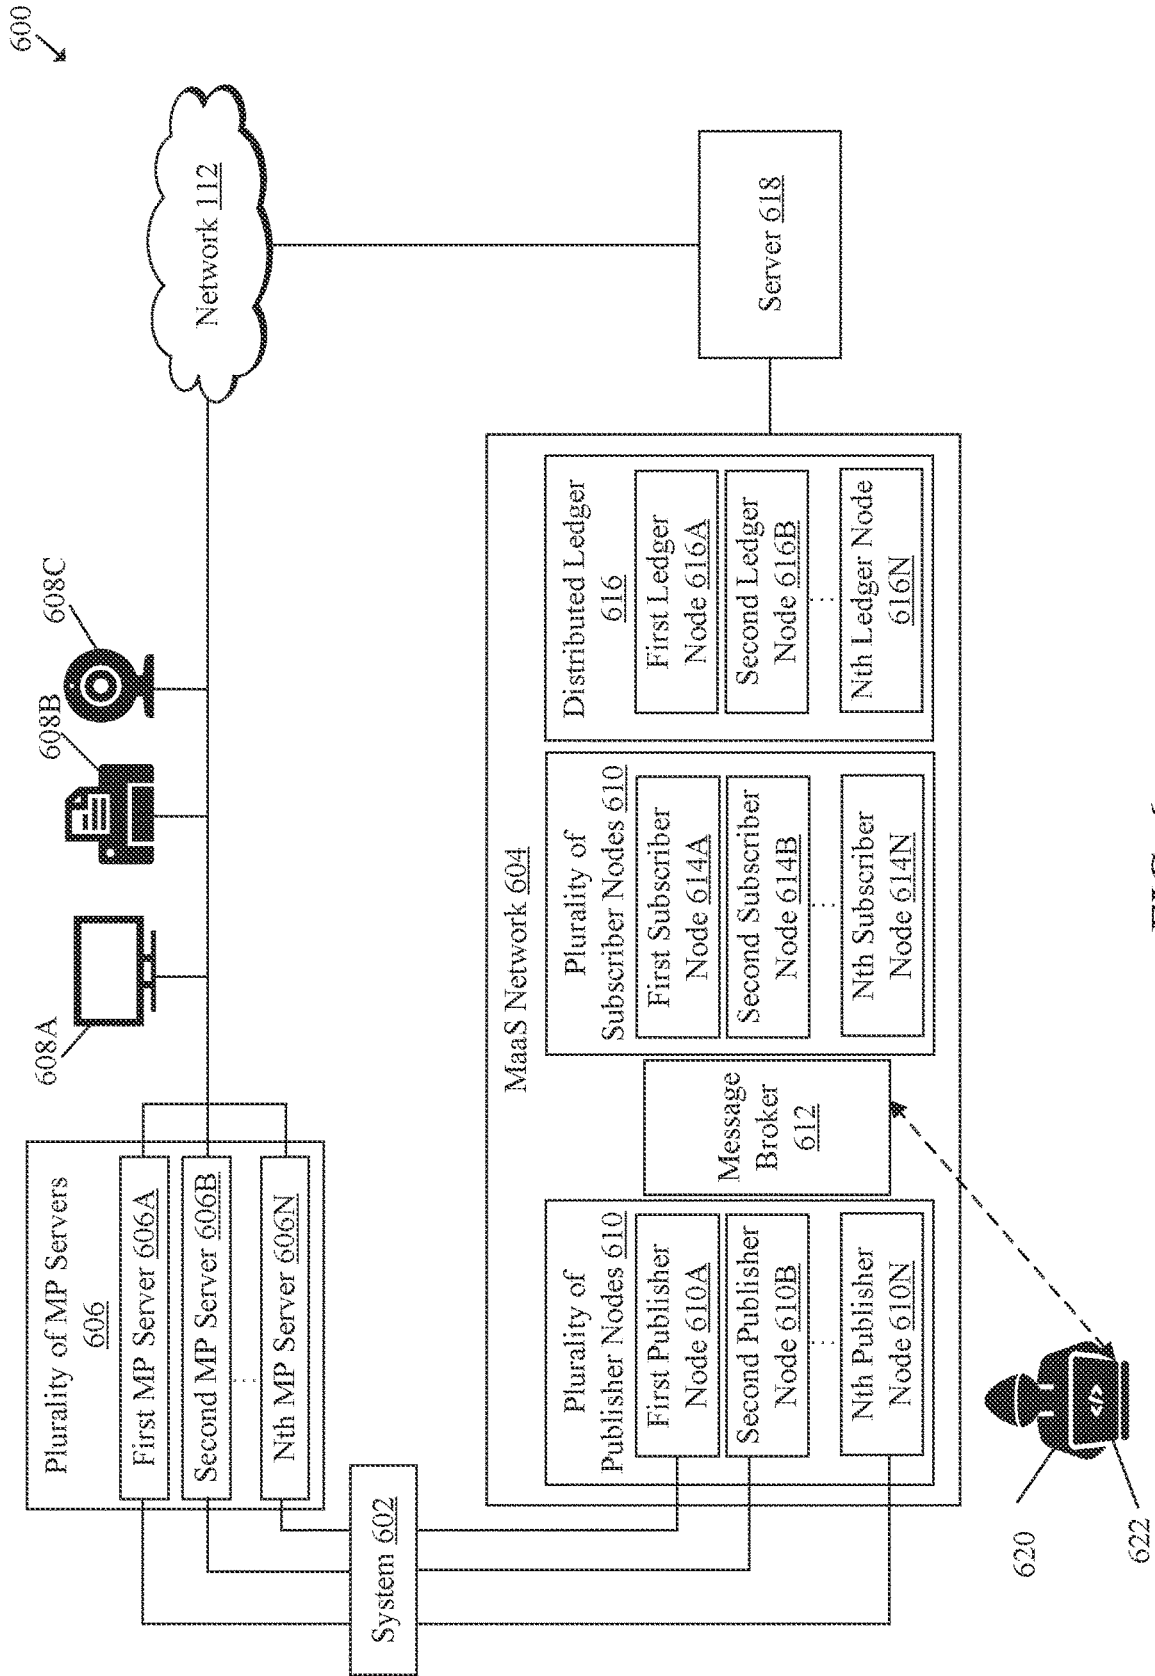 600
Network 112
608C
608B
608A
Plurality of MP Servers
606
First MP Server 606A
Second MP Server 606B
...
Nth MP Server 606N
System 602
Server 618
MaaS Network 604
Plurality of
Publisher Nodes 610
First Publisher
Node 610A
Second Publisher
Node 610B
...
Nth Publisher
Node 610N
Message
Broker
612
Plurality of
Subscriber Nodes 610
First Subscriber
Node 614A
Second Subscriber
Node 614B
...
Nth Subscriber
Node 614N
Distributed Ledger
616
First Ledger
Node 616A
Second Ledger
Node 616B
...
Nth Ledger Node
616N
</>
620
622